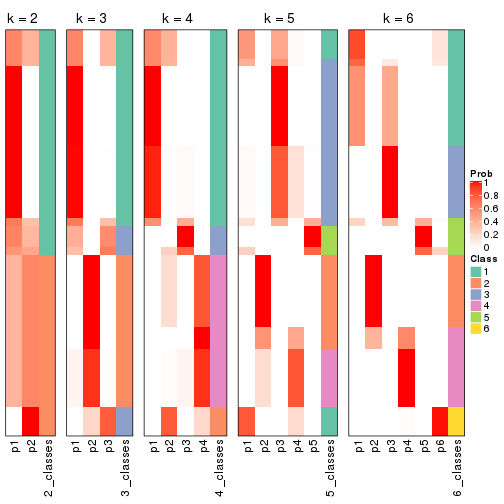 k = 2
k = 3
k = 4
k = 5
k = 6
Prob
1
0.8
0.6
0.4
0.2
0
Class
1
2
3
4
5
6
p1
p2
2_classes
p1
p2
p3
3_classes
p1
p2
p3
p4
4_classes
p1
p2
p3
p4
p5
5_classes
p1
p2
p3
p4
p5
p6
6_classes